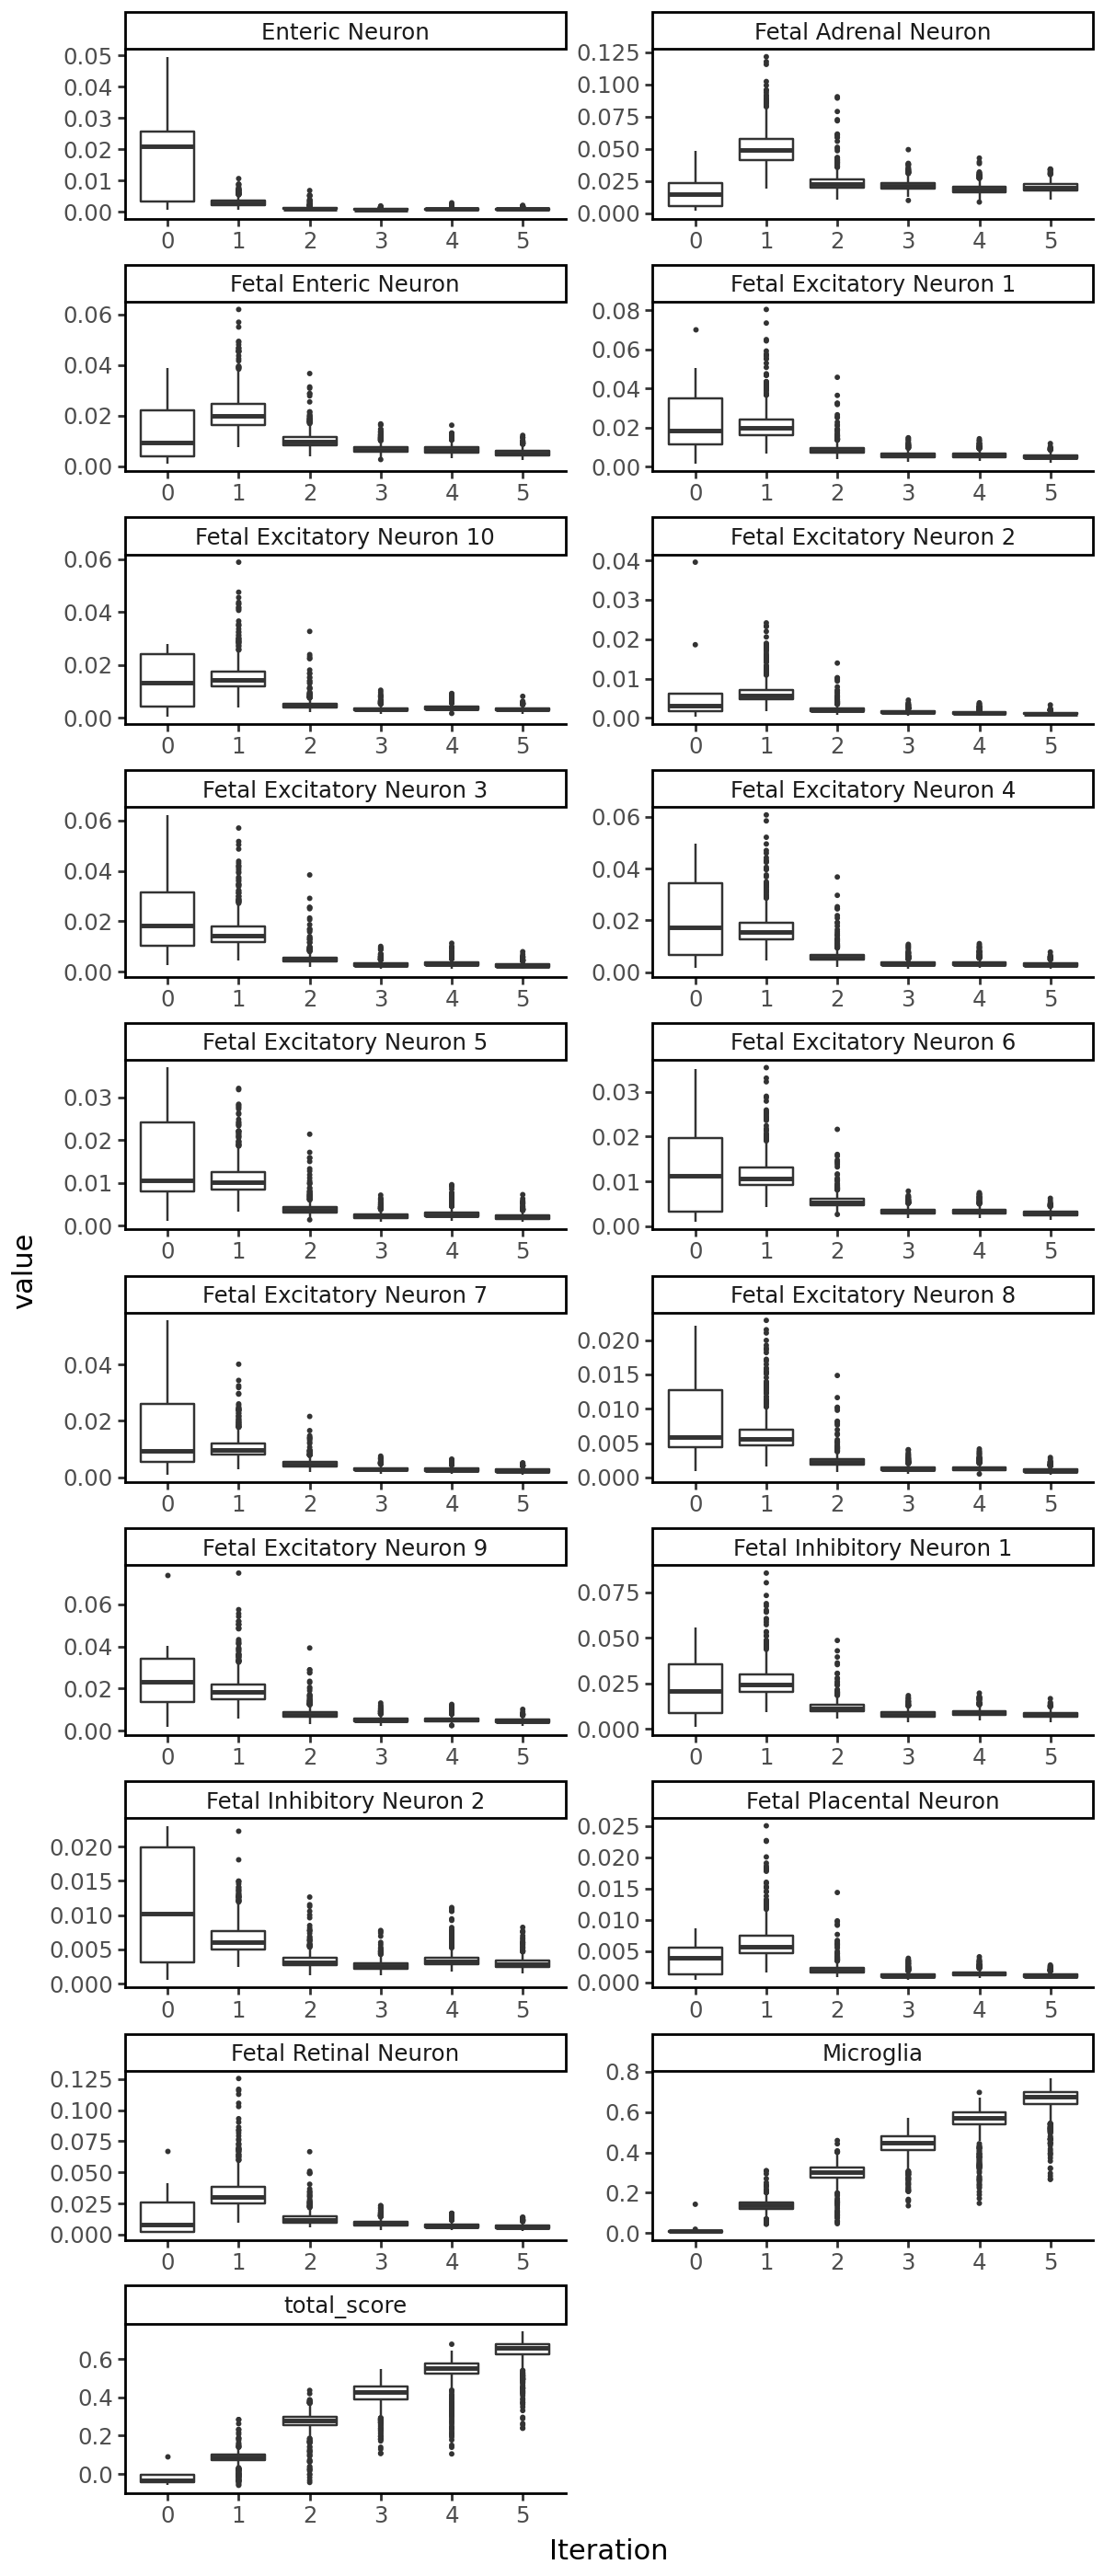 Enteric Neuron
0.05
0.04
0.03
0.02
0.01
0.00
0 1 2 3 4 5
Fetal Adrenal Neuron
0.125
0.100
0.075
0.050
0.025
0.000
0 1 2 3 4 5
Fetal Enteric Neuron
0.06
0.04
0.02
0.00
0 1 2 3 4 5
Fetal Excitatory Neuron 1
0.08
0.06
0.04
0.02
0.00
0 1 2 3 4 5
Fetal Excitatory Neuron 10
0.06
0.04
0.02
0.00
0 1 2 3 4 5
Fetal Excitatory Neuron 2
0.04
0.03
0.02
0.01
0.00
0 1 2 3 4 5
Fetal Excitatory Neuron 3
0.06
0.04
0.02
0.00
0 1 2 3 4 5
Fetal Excitatory Neuron 4
0.06
0.04
0.02
0.00
0 1 2 3 4 5
Fetal Excitatory Neuron 5
0.03
0.02
0.01
0.00
0 1 2 3 4 5
Fetal Excitatory Neuron 6
0.03
0.02
0.01
0.00
0 1 2 3 4 5
value
Fetal Excitatory Neuron 7
0.04
0.02
0.00
0 1 2 3 4 5
Fetal Excitatory Neuron 8
0.020
0.015
0.010
0.005
0.000
0 1 2 3 4 5
Fetal Excitatory Neuron 9
0.06
0.04
0.02
0.00
0 1 2 3 4 5
Fetal Inhibitory Neuron 1
0.075
0.050
0.025
0.000
0 1 2 3 4 5
Fetal Inhibitory Neuron 2
0.020
0.015
0.010
0.005
0.000
0 1 2 3 4 5
Fetal Placental Neuron
0.025
0.020
0.015
0.010
0.005
0.000
0 1 2 3 4 5
Fetal Retinal Neuron
0.125
0.100
0.075
0.050
0.025
0.000
0 1 2 3 4 5
Microglia
0.8
0.6
0.4
0.2
0.0
0 1 2 3 4 5
total_score
0.6
0.4
0.2
0.0
0 1 2 3 4 5
Iteration